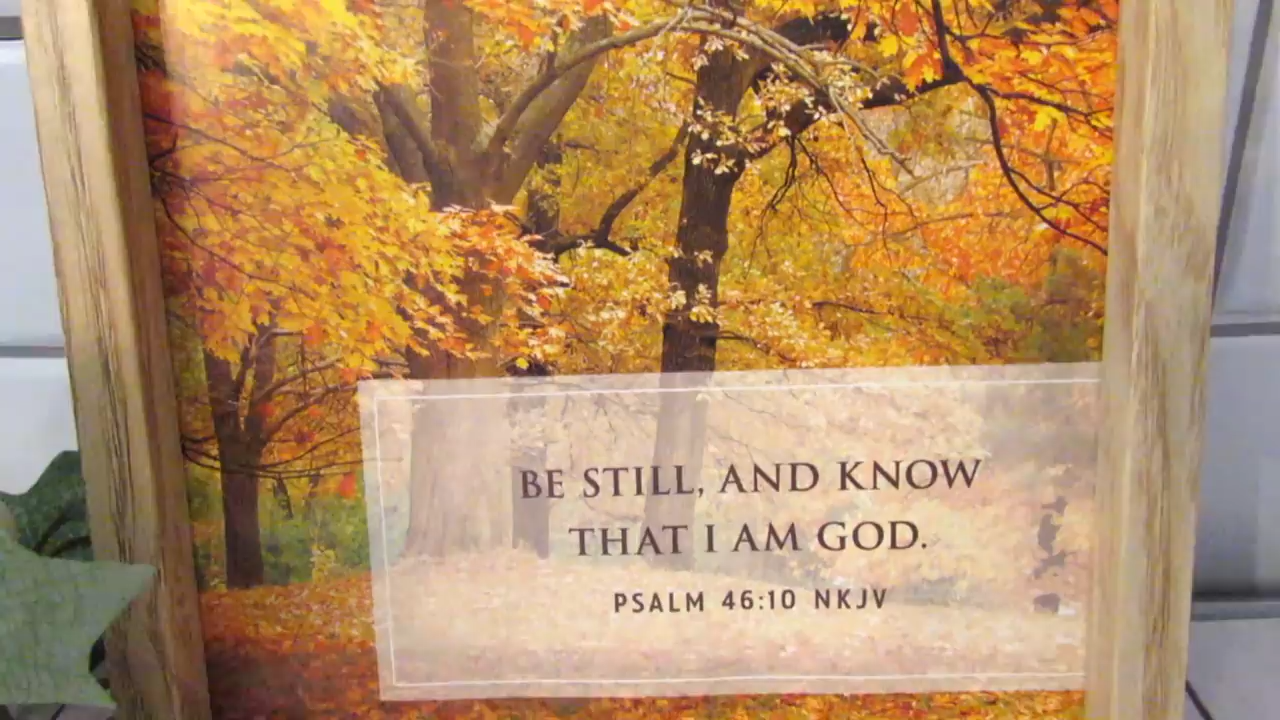 BE STILL, AND KNOW
THAT I AM GOD.
PSALM 46:10 NKJV